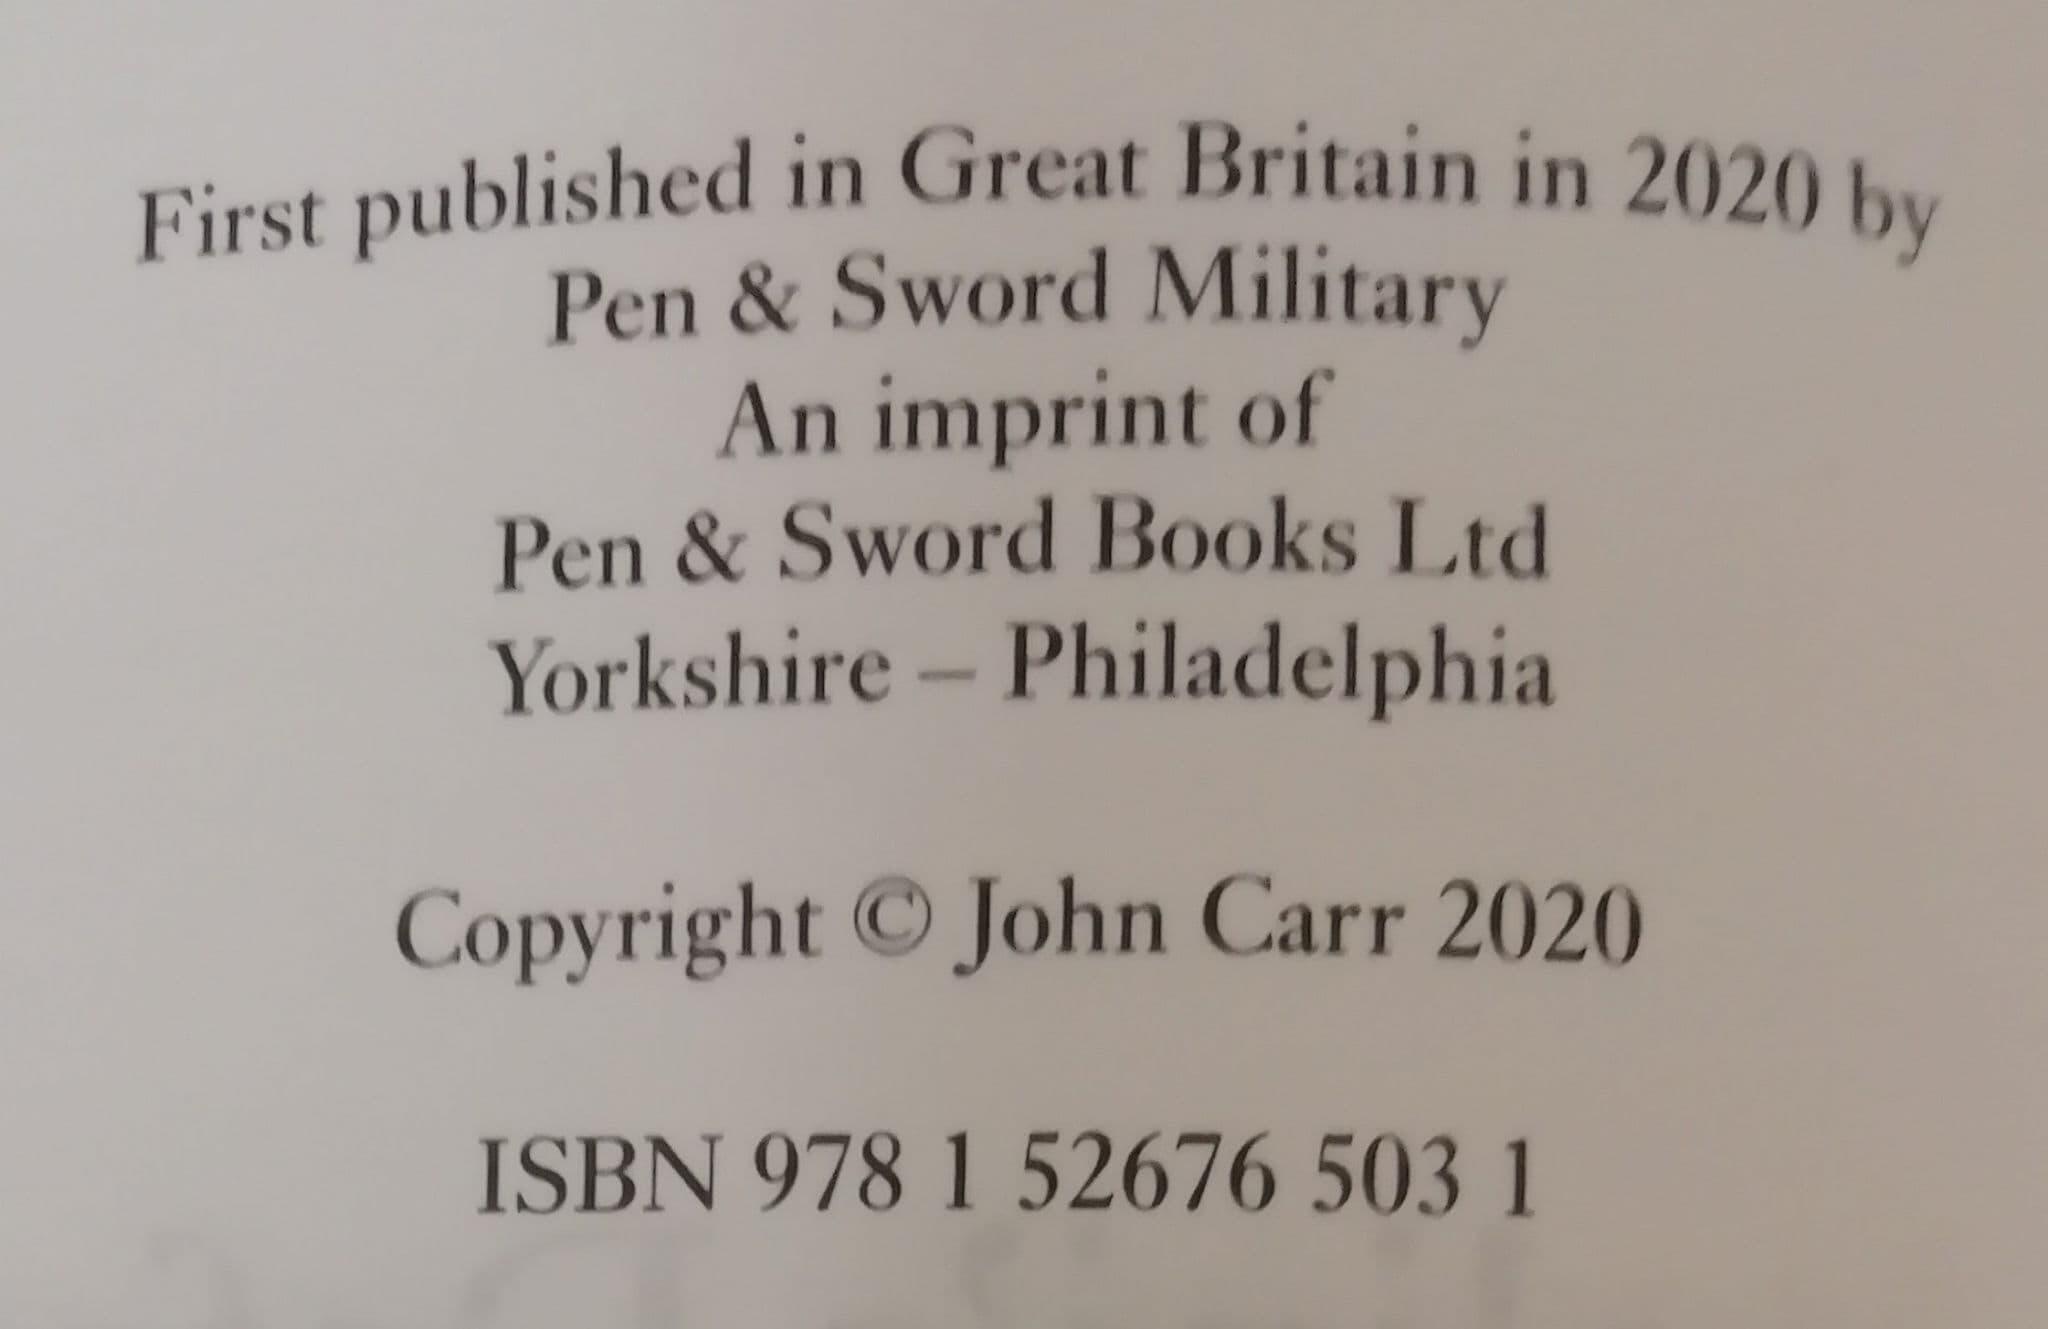 First published in Great Britain in 2020 by
Pen & Sword Military
An imprint of
Pen & Sword Books Ltd
Yorkshire – Philadelphia
Copyright © John Carr 2020
ISBN 978 1 52676 503 1